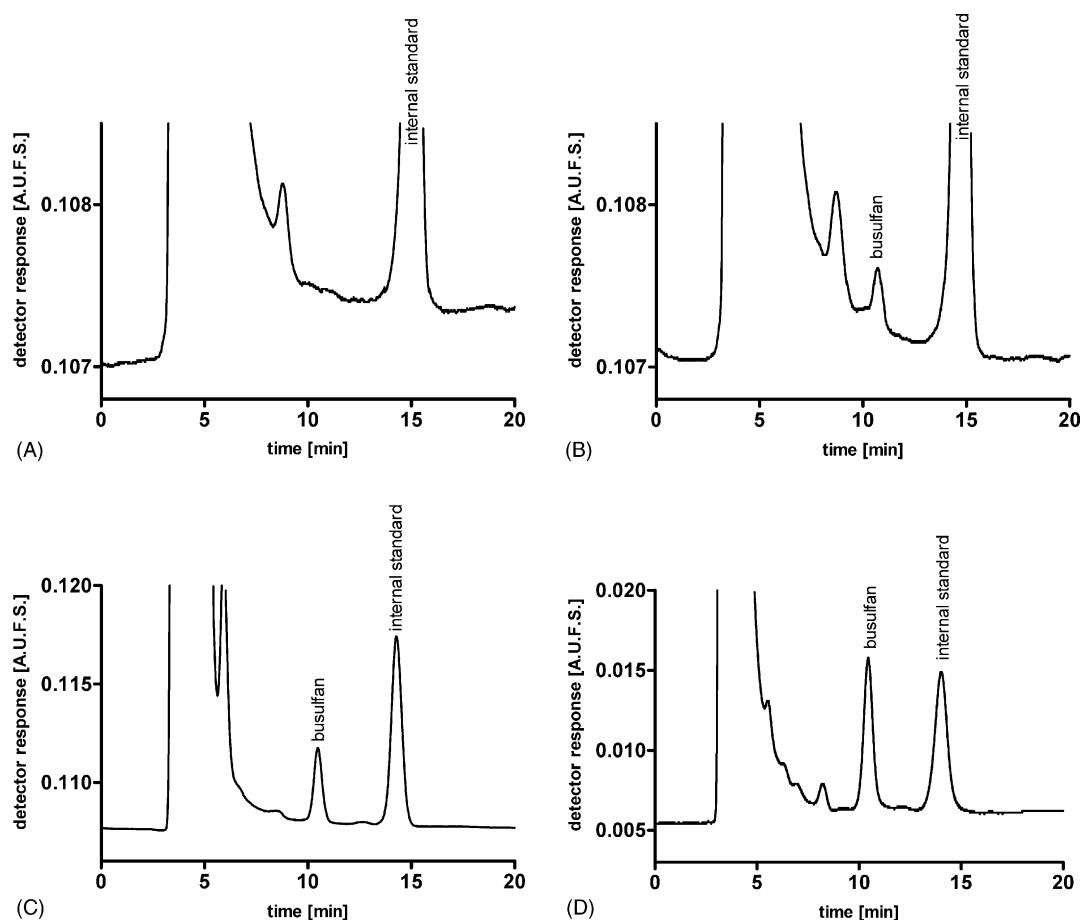 internal standard
detector response [A.U.F.S.]
0.108
0.107
0
5
10
15
20
time [min]
(A)
internal standard
busulfan
detector response [A.U.F.S.]
0.108
0.107
0
5
10
15
20
time [min]
(B)
internal standard
busulfan
detector response [A.U.F.S.]
0.120
0.115
0.110
0
5
10
15
20
time [min]
(C)
busulfan
internal standard
detector response [A.U.F.S.]
0.020
0.015
0.010
0.005
0
5
10
15
20
time [min]
(D)